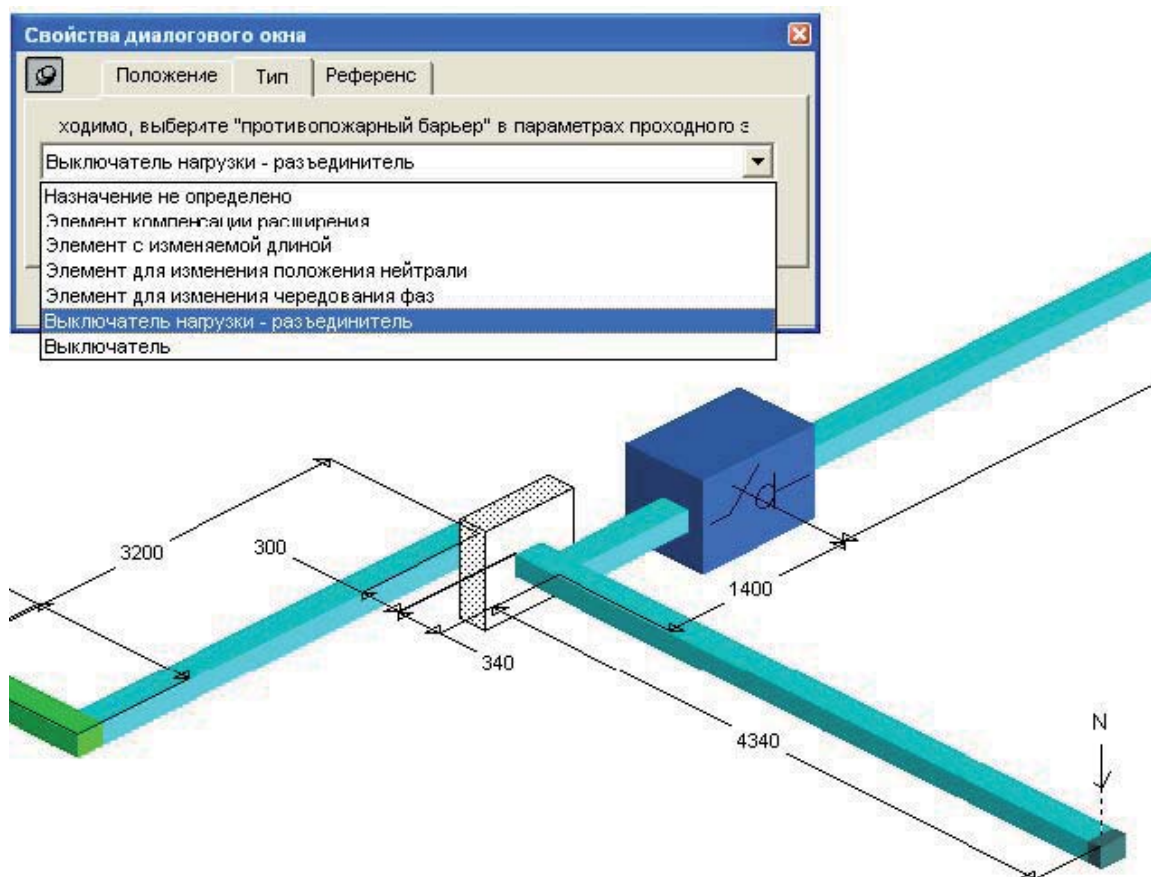 Свойства диалогового окна
Положение Тип Референс
ходимо, выберите "противопожарный барьер" в параметрах проходного э
Выключатель нагрузки - разъединитель
Назначение не определено
Элемент компенсации расширения
Элемент с изменяемой длиной
Элемент для изменения положения нейтрали
Элемент для изменения чередования фаз
Выключатель нагрузки - разъединитель
Выключатель
3200
300
340
1400
4340
N